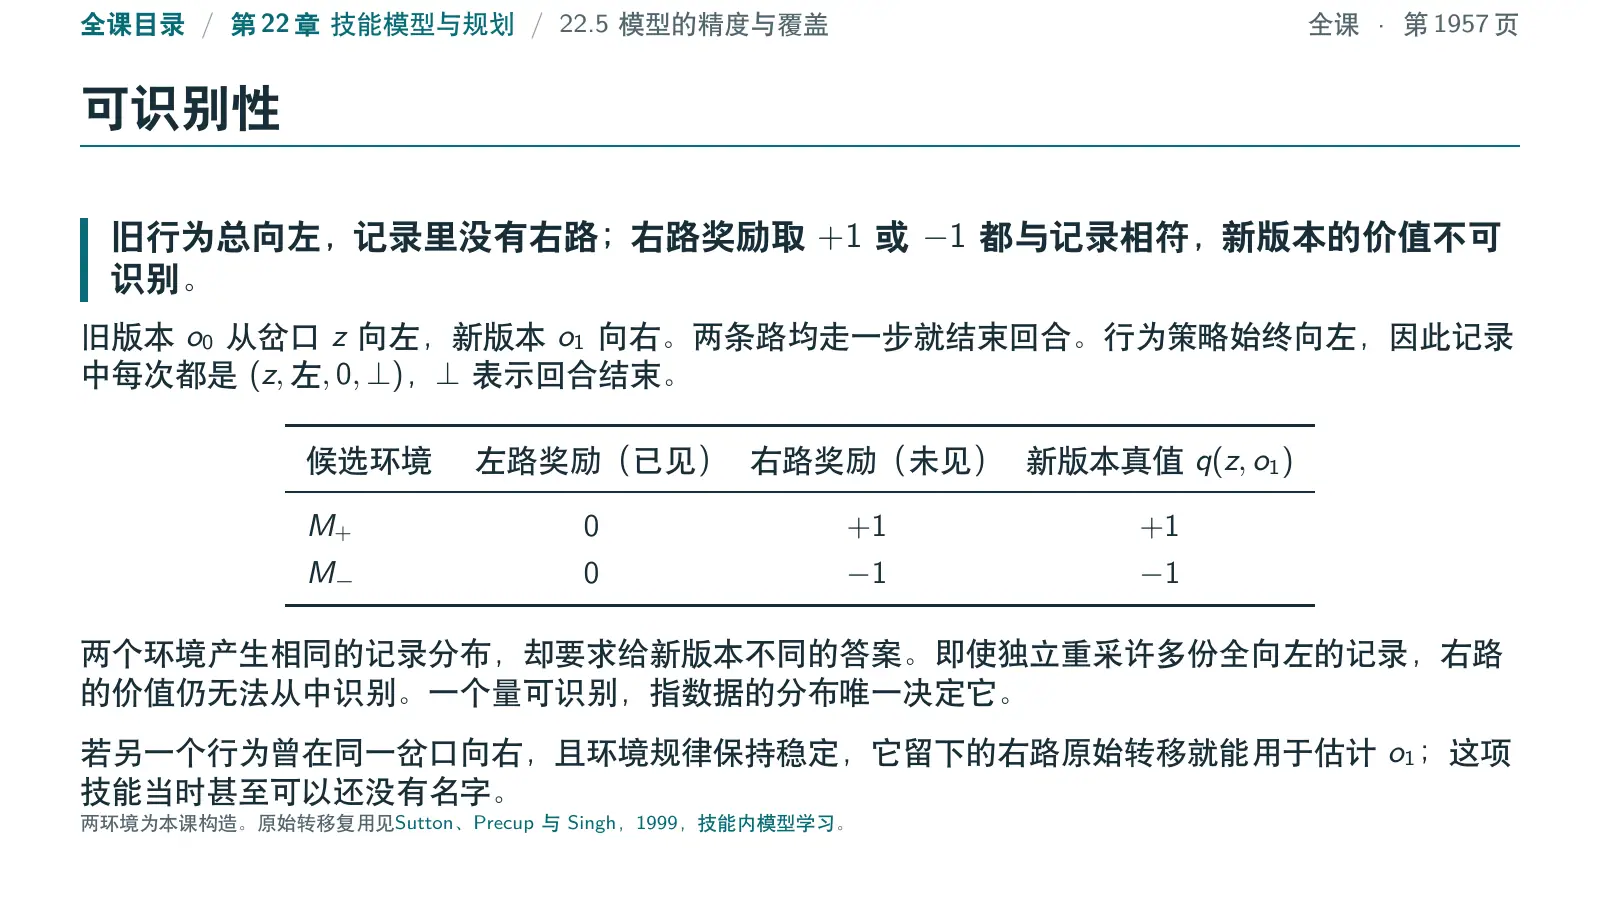 全课目录 / 第22章 技能模型与规划 / 22.5 模型的精度与覆盖
全课 · 第1957页
可识别性
旧行为总向左，记录里没有右路；右路奖励取 +1 或 −1 都与记录相符，新版本的价值不可
识别。
旧版本 o₀ 从岔口 z 向左，新版本 o₁ 向右。两条路均走一步就结束回合。行为策略始终向左，因此记录
中每次都是 (z, 左, 0, ⊥)，⊥ 表示回合结束。
候选环境 左路奖励（已见） 右路奖励（未见） 新版本真值 q(z, o₁)
M₊ 0 +1 +1
M₋ 0 −1 −1
两个环境产生相同的记录分布，却要求给新版本不同的答案。即使独立重采许多份全向左的记录，右路
的价值仍无法从中识别。一个量可识别，指数据的分布唯一决定它。
若另一个行为曾在同一岔口向右，且环境规律保持稳定，它留下的右路原始转移就能用于估计 o₁；这项
技能当时甚至可以还没有名字。
两环境为本课构造。原始转移复用见Sutton、Precup 与 Singh，1999，技能内模型学习。